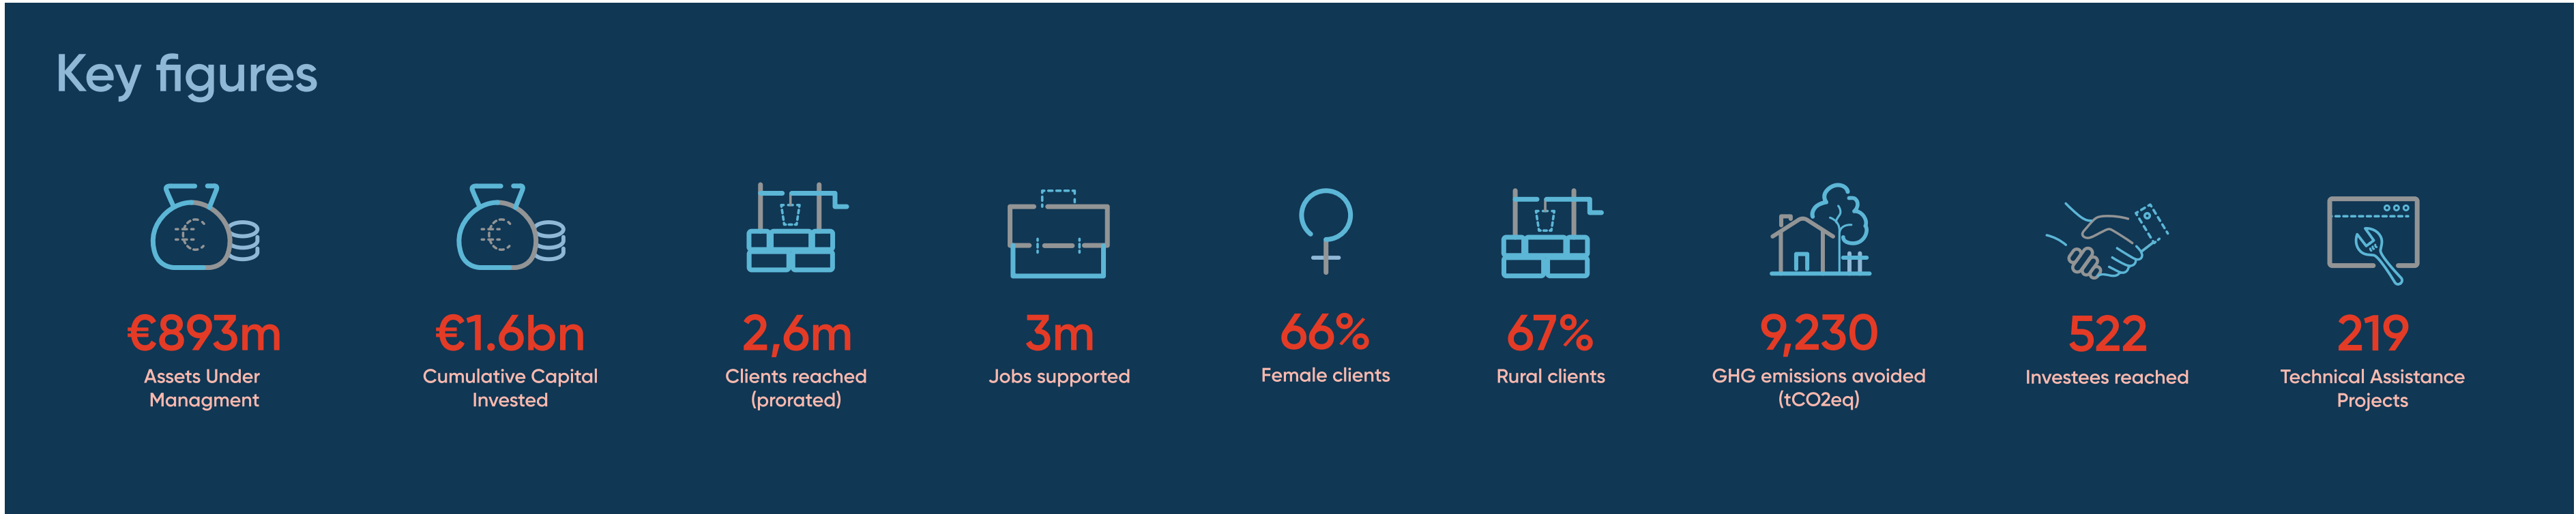 Key figures
€893m
Assets Under
Managment
€1.6bn
Cumulative Capital
Invested
2,6m
Clients reached
(prorated)
3m
Jobs supported
66%
Female clients
67%
Rural clients
9,230
GHG emissions avoided
(tCO2eq)
522
Investees reached
219
Technical Assistance
Projects